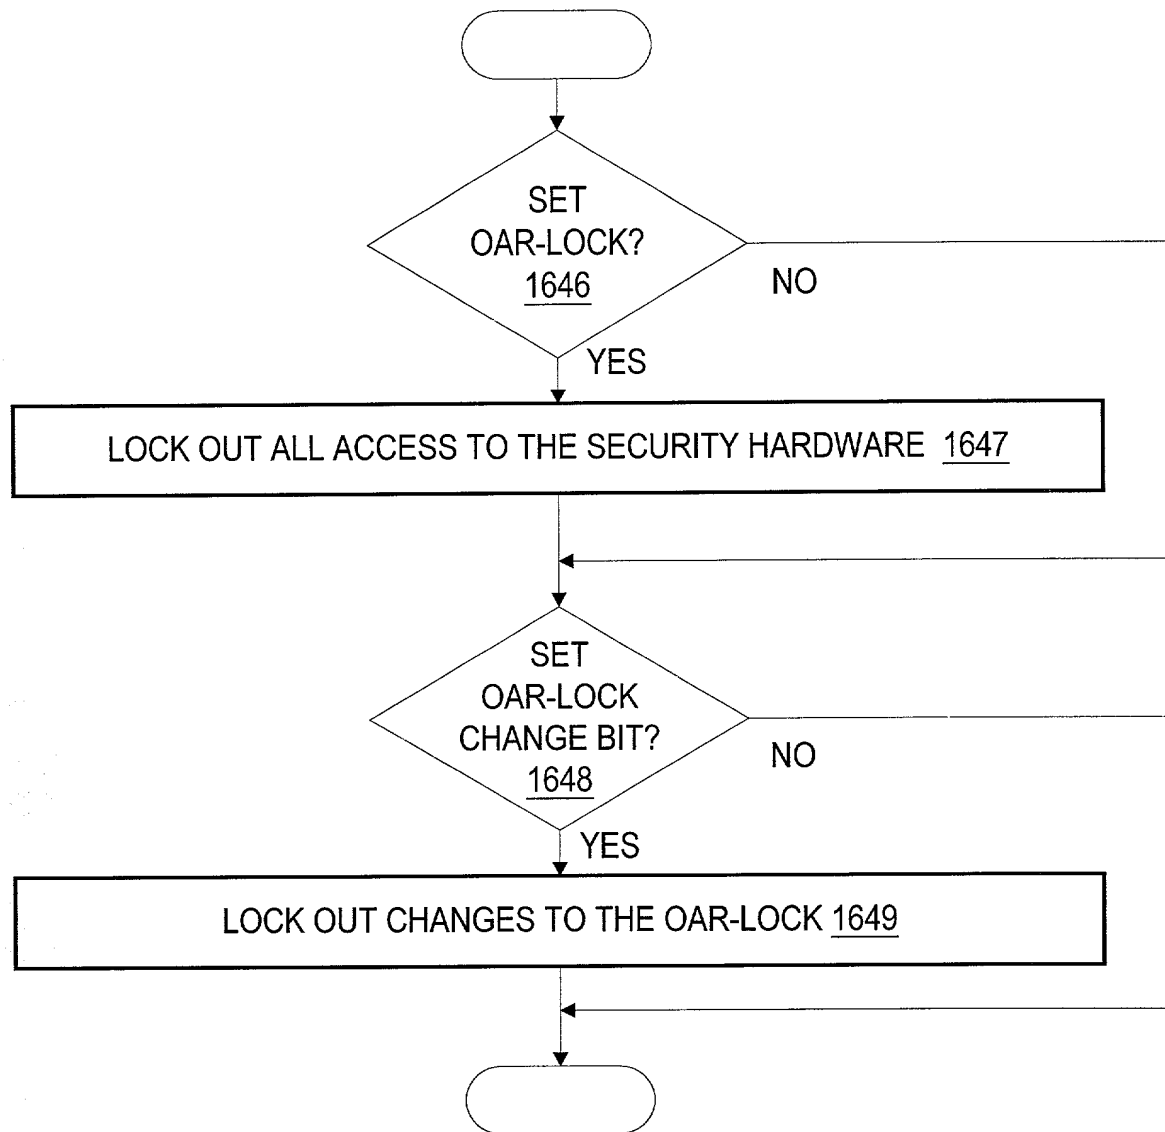 SET
OAR-LOCK?
1646
NO
YES
LOCK OUT ALL ACCESS TO THE SECURITY HARDWARE 1647
SET
OAR-LOCK
CHANGE BIT?
1648
NO
YES
LOCK OUT CHANGES TO THE OAR-LOCK 1649